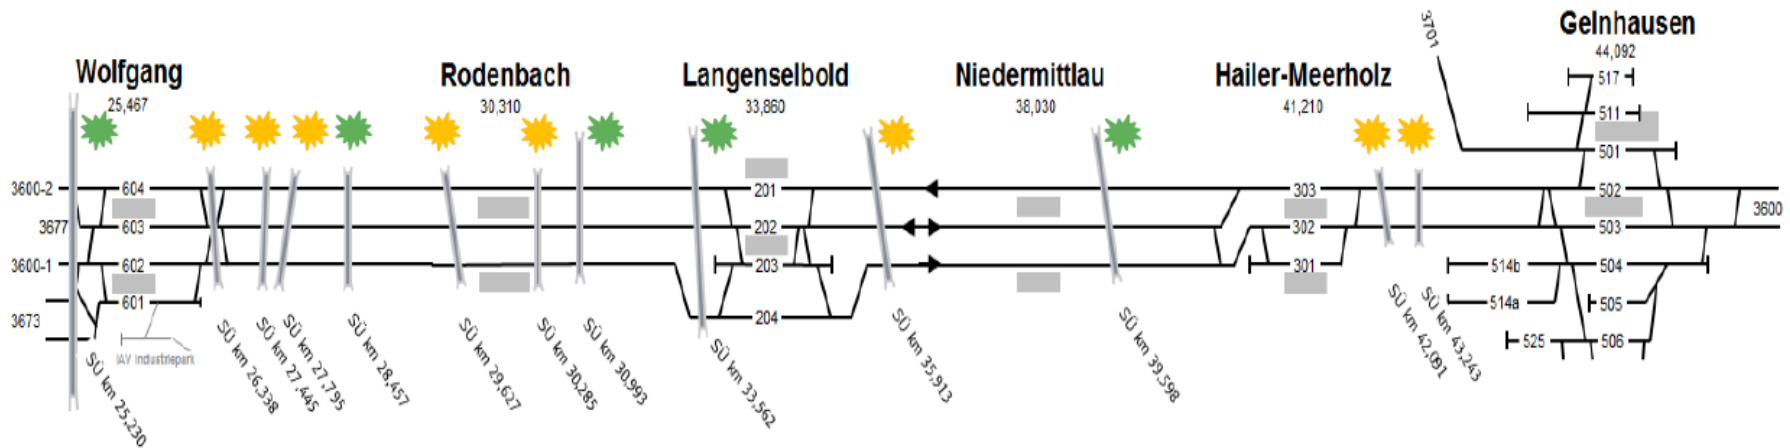 Wolfgang
25,467
Rodenbach
30,310
Langenselbold
33,860
Niedermittlau
38,030
Hailer-Meerholz
41,210
Gelnhausen
44,092
3701
517
511
501
3600-2
604
201
303
502
3677
603
202
302
503
3600
3600-1
602
203
301
514b
504
601
514a
505
3673
204
525
506
IAV Industriepark
SÜ km 25,230
SÜ km 26,338
SÜ km 27,445
SÜ km 27,795
SÜ km 28,457
SÜ km 29,627
SÜ km 30,285
SÜ km 30,993
SÜ km 33,562
SÜ km 35,913
SÜ km 39,598
SÜ km 42,091
SÜ km 43,243